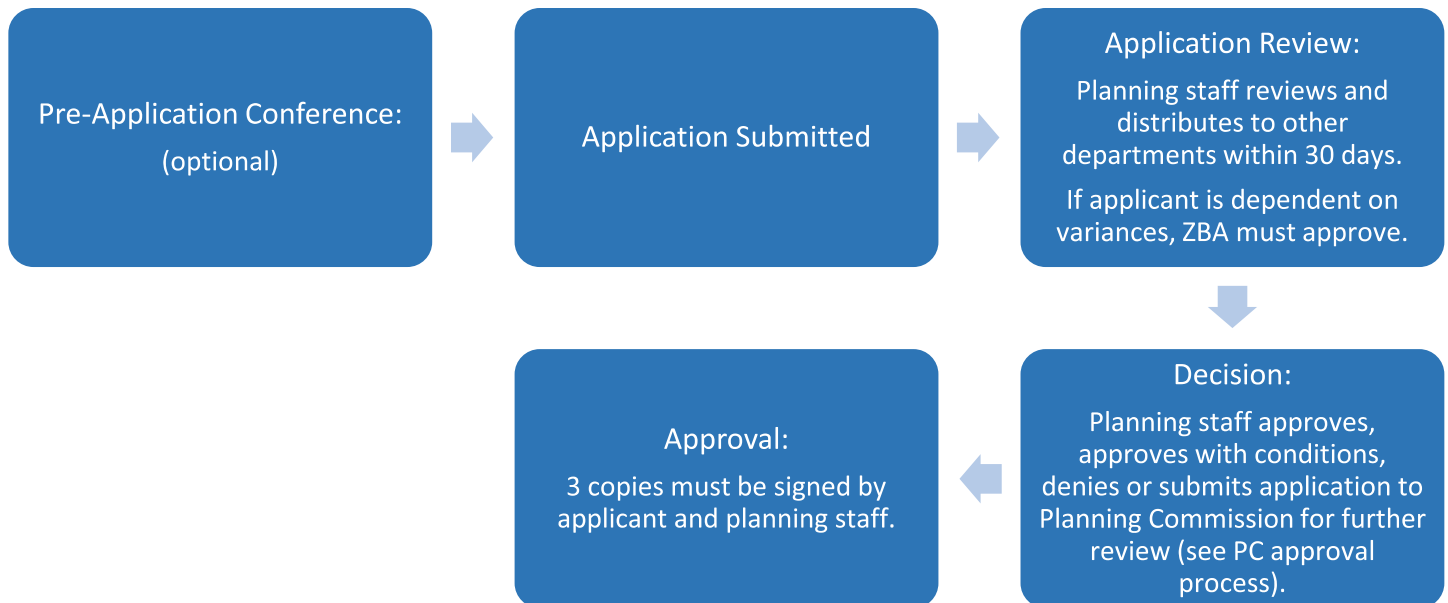 Pre-Application Conference:
(optional)
Application Submitted
Application Review:
Planning staff reviews and
distributes to other
departments within 30 days.
If applicant is dependent on
variances, ZBA must approve.
Decision:
Planning staff approves,
approves with conditions,
denies or submits application to
Planning Commission for further
review (see PC approval
process).
Approval:
3 copies must be signed by
applicant and planning staff.